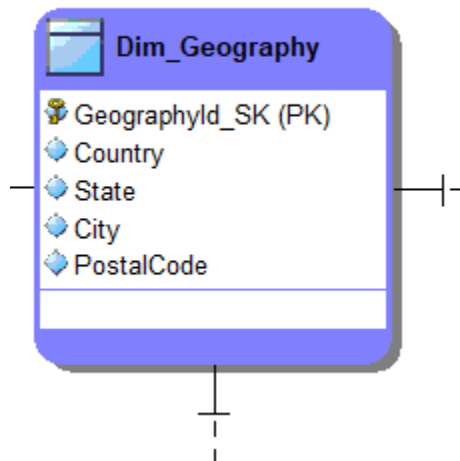 Dim_Geography
GeographyId_SK (PK)
Country
State
City
PostalCode